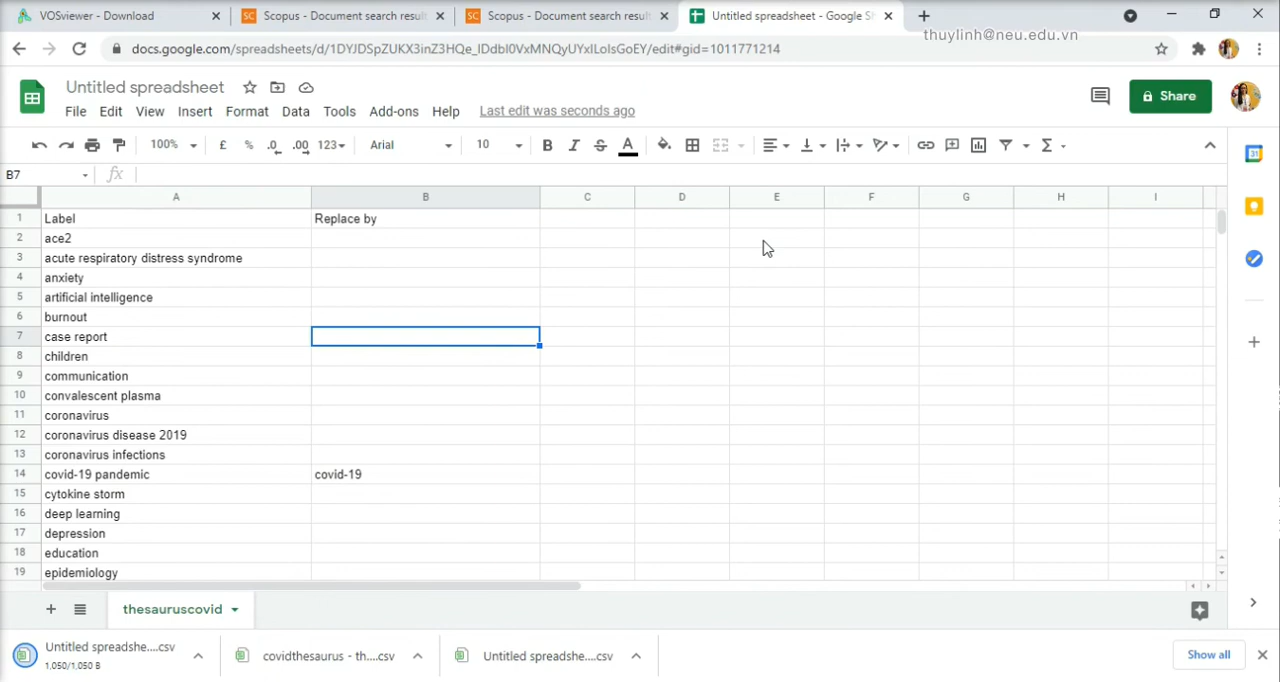 VOSviewer - Download
Scopus - Document search result
Scopus - Document search result
Untitled spreadsheet - Google Sh
thuylinh@neu.edu.vn
docs.google.com/spreadsheets/d/1DYJDSpZUKX3inZ3HQe_IDdbI0VxMNQyUYxILoIsGoEY/edit#gid=1011771214
Untitled spreadsheet
File Edit View Insert Format Data Tools Add-ons Help Last edit was seconds ago
Share
100% £ % .0 .00 123 Arial 10 B I S A
B7 fx
A B C D E F G H I
1 Label Replace by
2 ace2
3 acute respiratory distress syndrome
4 anxiety
5 artificial intelligence
6 burnout
7 case report
8 children
9 communication
10 convalescent plasma
11 coronavirus
12 coronavirus disease 2019
13 coronavirus infections
14 covid-19 pandemic covid-19
15 cytokine storm
16 deep learning
17 depression
18 education
19 epidemiology
thesauruscovid
Untitled spreadshe....csv
1,050/1,050 B
covidthesaurus - th....csv
Untitled spreadshe....csv
Show all